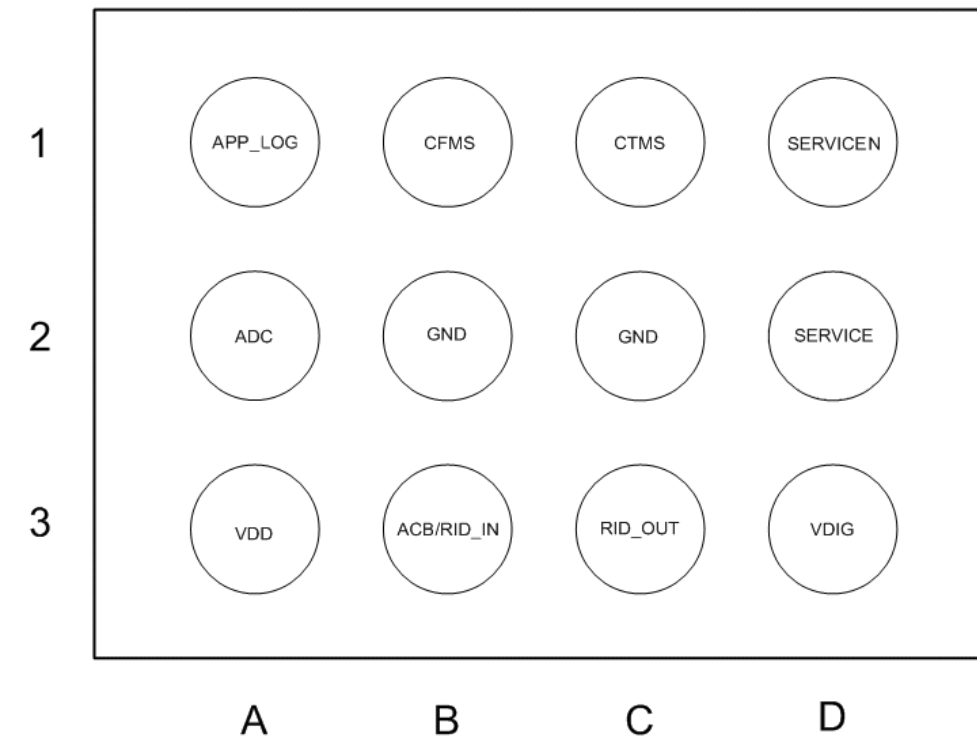 1 APP_LOG CFMS CTMS SERVICEN
2 ADC GND GND SERVICE
3 VDD ACB/RID_IN RID_OUT VDIG
A B C D